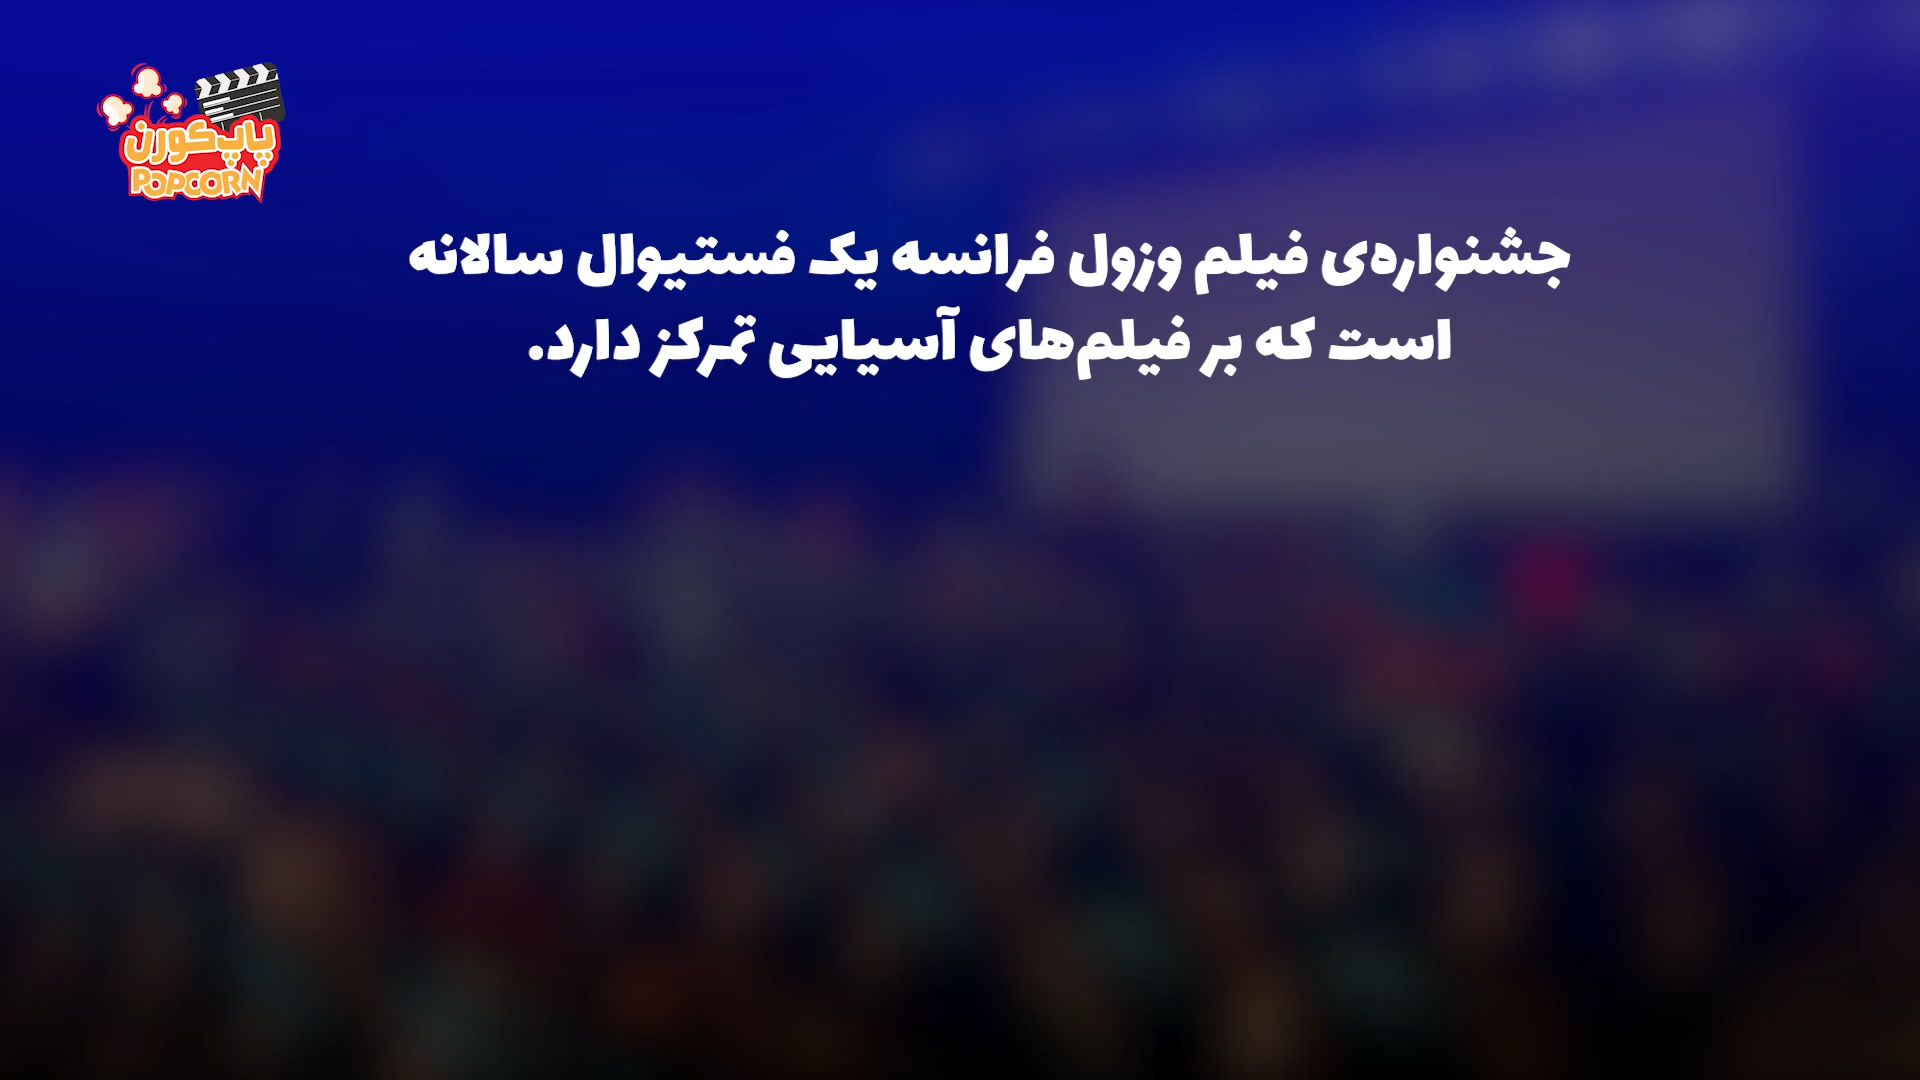 پاپ‌کورن
POPCORN
جشنواره‌ی فیلم وزول فرانسه یک فستیوال سالانه
است که بر فیلم‌های آسیایی تمرکز دارد.